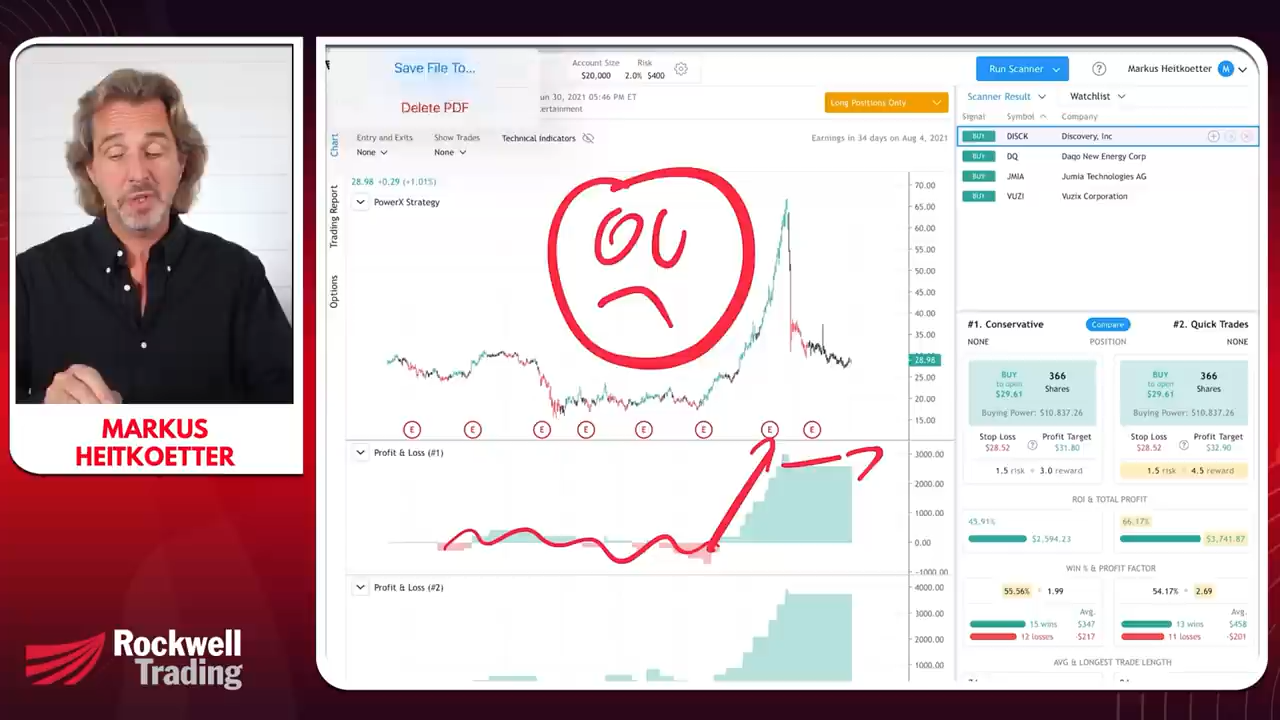 MARKUS
HEITKOETTER
Rockwell
Trading
Save File To...
Delete PDF
Account Size
$20,000
Risk
2.0% $400
Run Scanner
Markus Heitkoetter
M
un 30, 2021 05:46 PM ET
tertainment
Long Positions Only
Chart
Trading Report
Options
Entry and Exits
None
Show Trades
None
Technical Indicators
Earnings in 34 days on Aug 4, 2021
28.98 +0.29 (+1.01%)
PowerX Strategy
70.00
65.00
60.00
55.00
50.00
45.00
40.00
35.00
28.98
25.00
20.00
15.00
E E E E E E E E
Profit & Loss (#1)
3000.00
2000.00
1000.00
0.00
-1000.00
Profit & Loss (#2)
4000.00
3000.00
2000.00
1000.00
Scanner Result
Watchlist
Signal Symbol Company
BUY DISCK Discovery, Inc
BUY DQ Daqo New Energy Corp
BUY JMIA Jumia Technologies AG
BUY VUZI Vuzix Corporation
#1. Conservative Compare #2. Quick Trades
NONE POSITION NONE
BUY
to open
$29.61
366
Shares
Buying Power: $10,837.26
BUY
to open
$29.61
366
Shares
Buying Power: $10,837.26
Stop Loss
$28.52
Profit Target
$31.80
Stop Loss
$28.52
Profit Target
$32.90
1.5 risk 3.0 reward
1.5 risk 4.5 reward
ROI & TOTAL PROFIT
45.91%
$2,594.23
66.17%
$3,741.87
WIN % & PROFIT FACTOR
55.56% 1.99
54.17% 2.69
Avg.
15 wins $347
12 losses -$217
Avg.
13 wins $458
11 losses -$201
AVG & LONGEST TRADE LENGTH